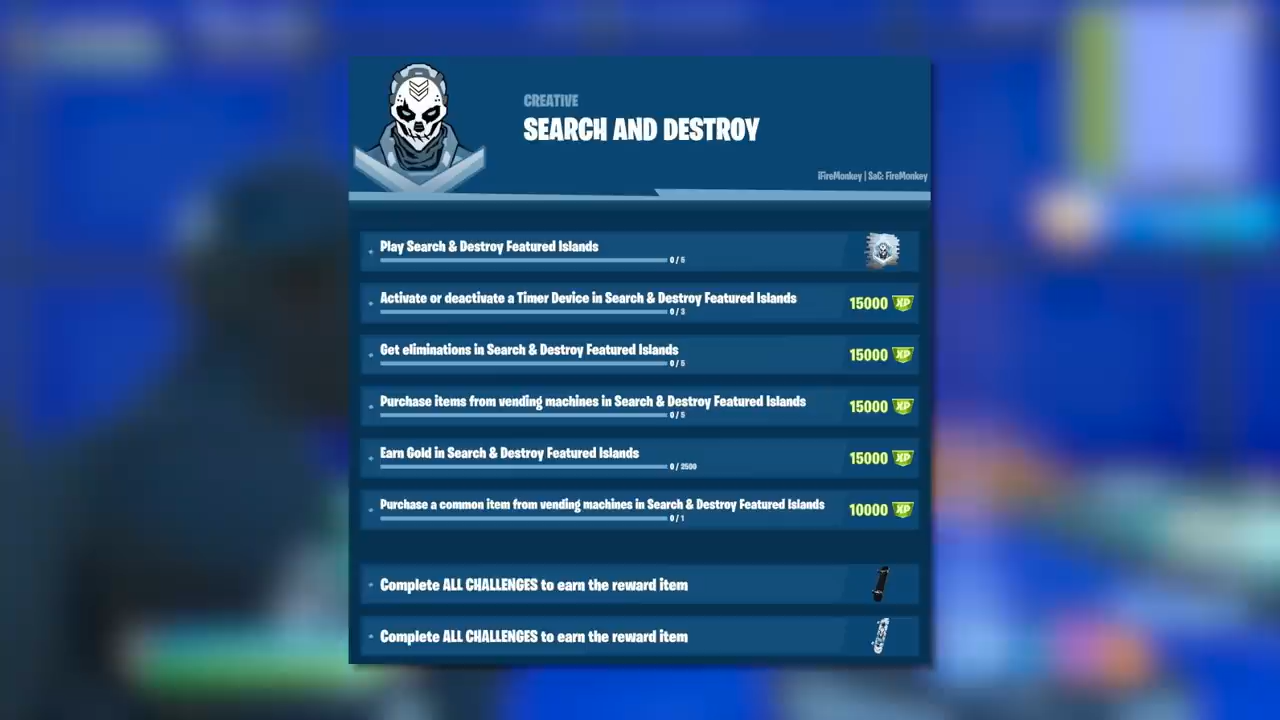 CREATIVE
SEARCH AND DESTROY
iFireMonkey | SaC: FireMonkey
Play Search & Destroy Featured Islands
0 / 5
Activate or deactivate a Timer Device in Search & Destroy Featured Islands
0 / 3
15000 XP
Get eliminations in Search & Destroy Featured Islands
0 / 5
15000 XP
Purchase items from vending machines in Search & Destroy Featured Islands
0 / 5
15000 XP
Earn Gold in Search & Destroy Featured Islands
0 / 2500
15000 XP
Purchase a common item from vending machines in Search & Destroy Featured Islands
0 / 1
10000 XP
Complete ALL CHALLENGES to earn the reward item
Complete ALL CHALLENGES to earn the reward item